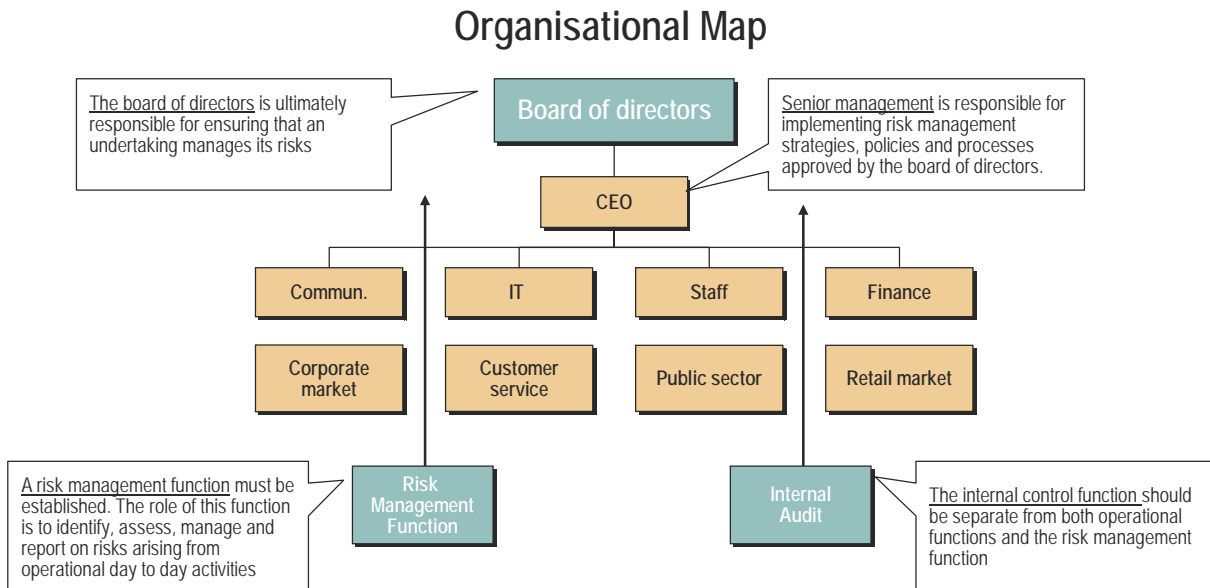 Organisational Map
The board of directors is ultimately
responsible for ensuring that an
undertaking manages its risks
Board of directors
Senior management is responsible for
implementing risk management
strategies, policies and processes
approved by the board of directors.
CEO
Commun.
IT
Staff
Finance
Corporate
market
Customer
service
Public sector
Retail market
A risk management function must be
established. The role of this function
is to identify, assess, manage and
report on risks arising from
operational day to day activities
Risk
Management
Function
Internal
Audit
The internal control function should
be separate from both operational
functions and the risk management
function